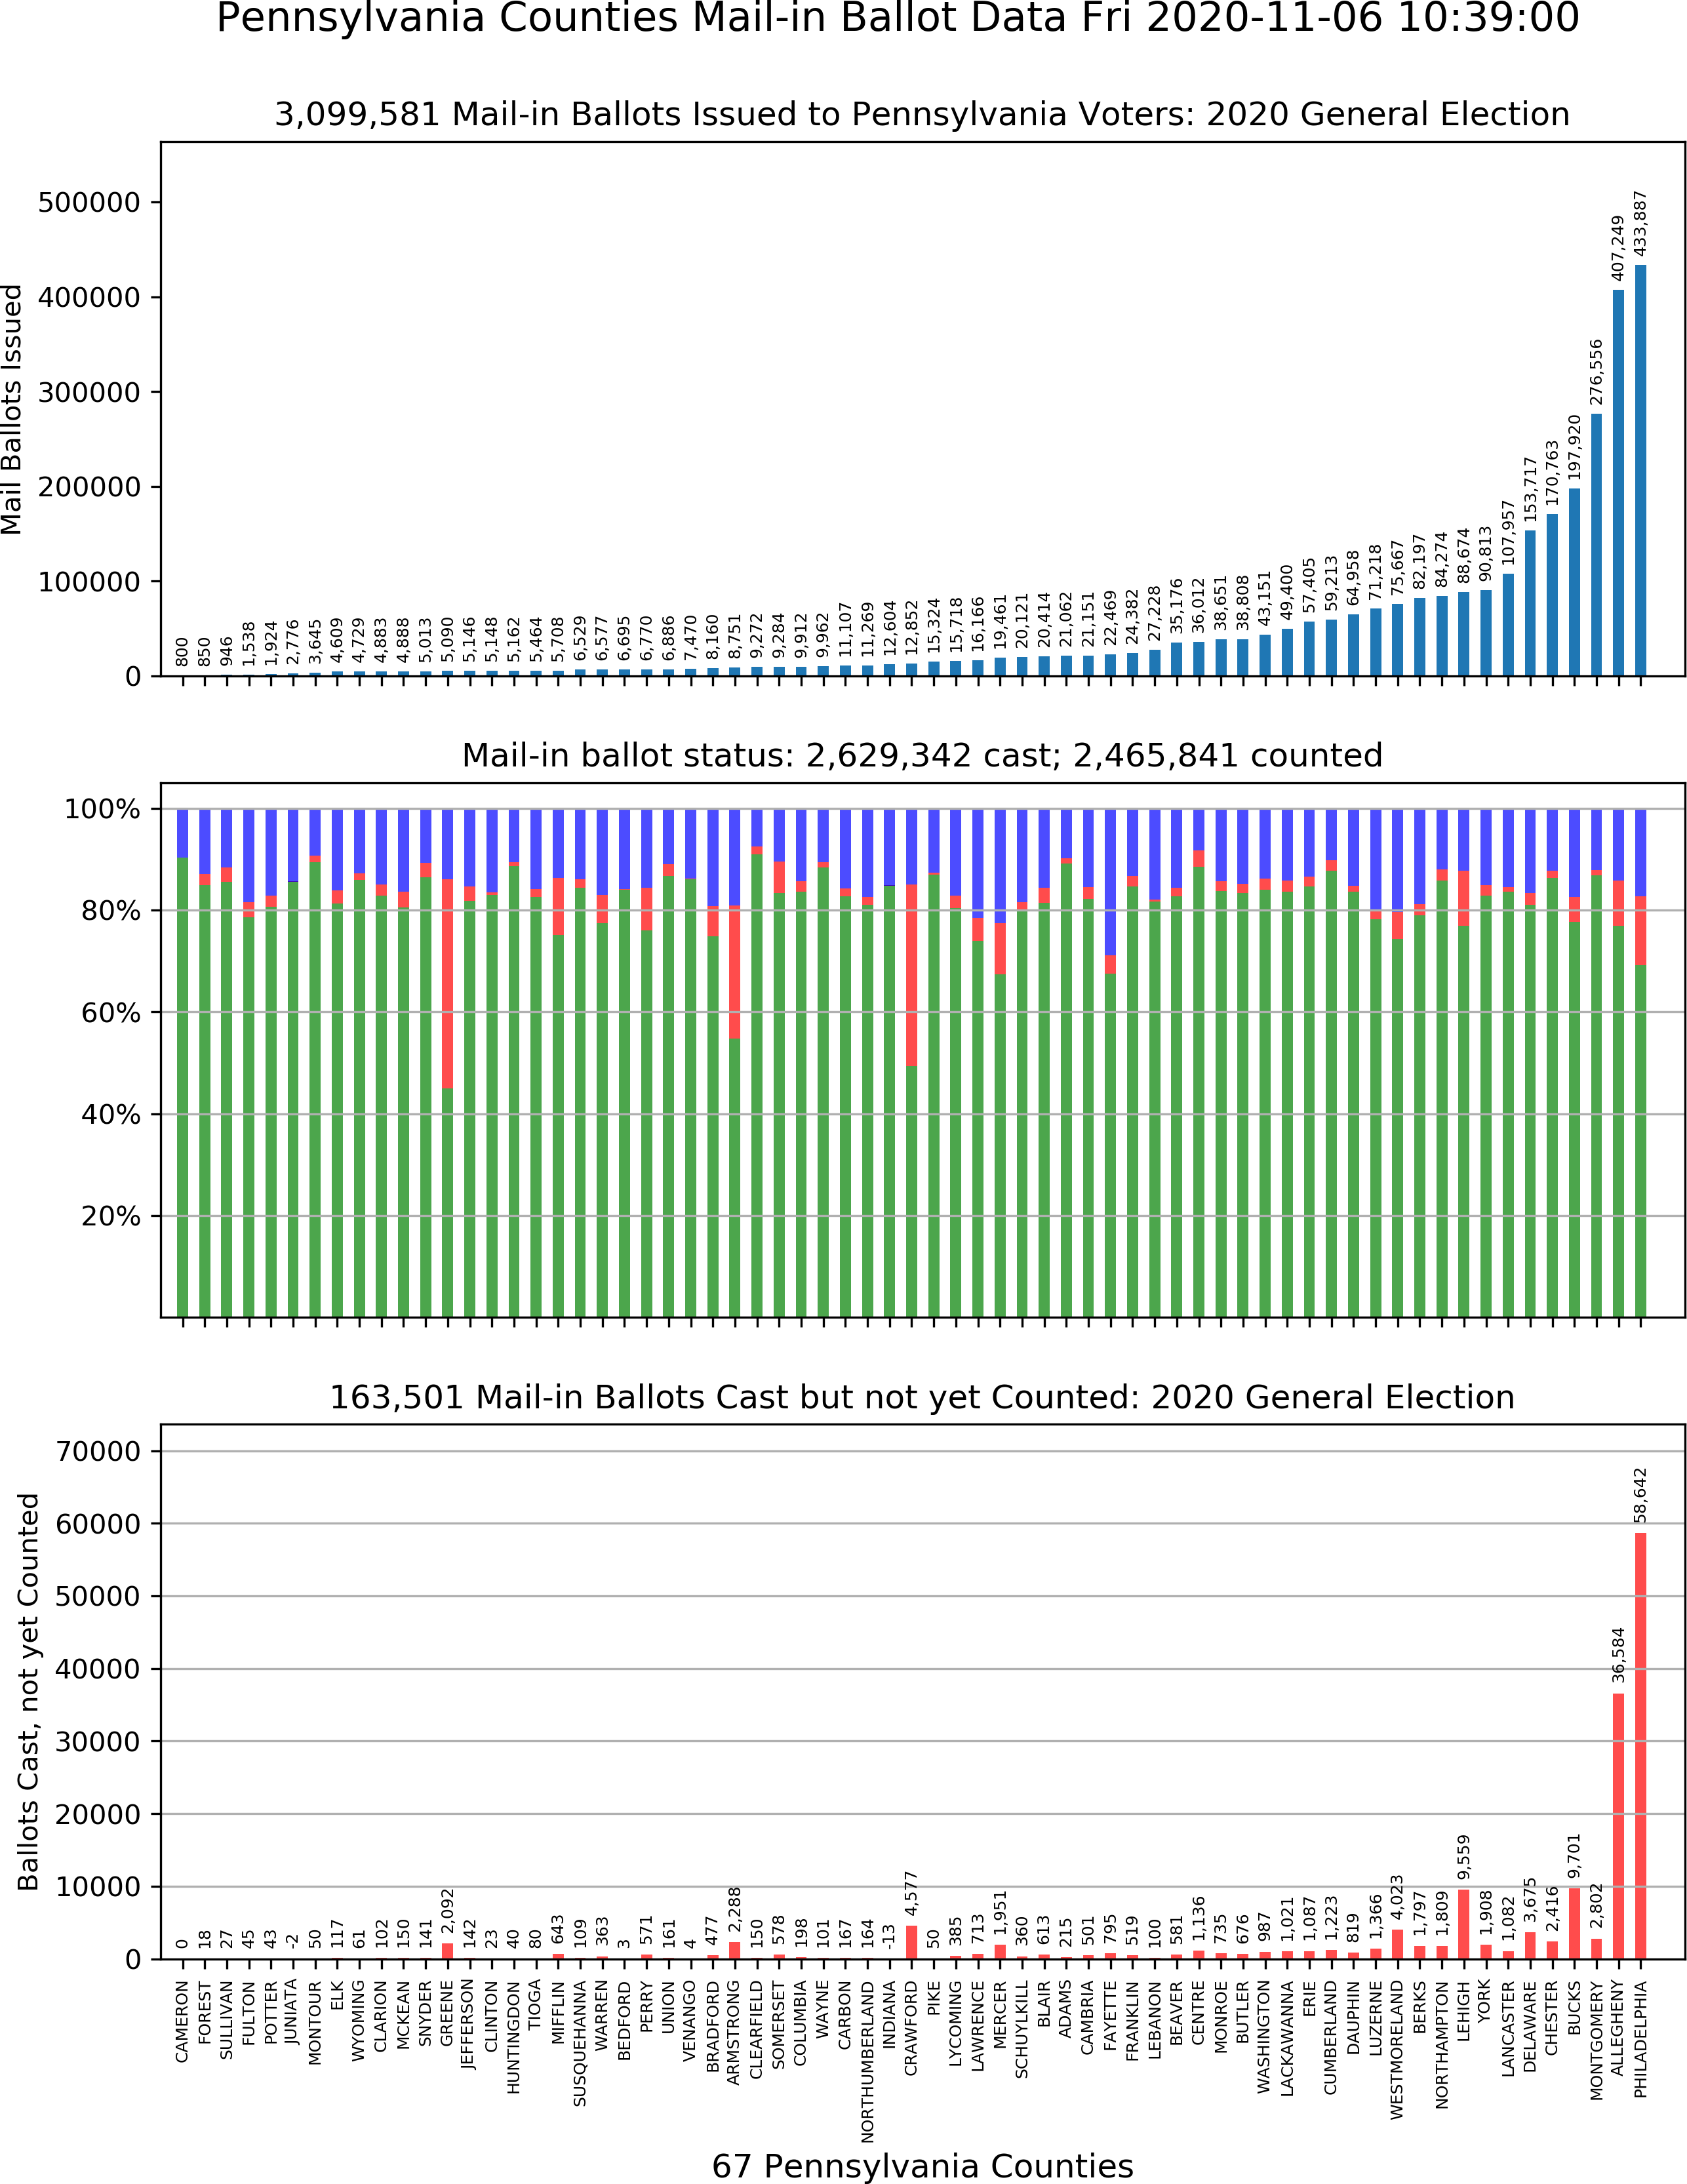 Pennsylvania Counties Mail-in Ballot Data Fri 2020-11-06 10:39:00
3,099,581 Mail-in Ballots Issued to Pennsylvania Voters: 2020 General Election
Mail Ballots Issued
500000
400000
300000
200000
100000
0
800
850
946
1,538
1,924
2,776
3,645
4,609
4,729
4,883
4,888
5,013
5,090
5,146
5,148
5,162
5,464
5,708
6,529
6,577
6,695
6,770
6,886
7,470
8,160
8,751
9,272
9,284
9,912
9,962
11,107
11,269
12,604
12,852
15,324
15,718
16,166
19,461
20,121
20,414
21,062
21,151
22,469
24,382
27,228
35,176
36,012
38,651
38,808
43,151
49,400
57,405
59,213
64,958
71,218
75,667
82,197
84,274
88,674
90,813
107,957
153,717
170,763
197,920
276,556
407,249
433,887
Mail-in ballot status: 2,629,342 cast; 2,465,841 counted
100%
80%
60%
40%
20%
163,501 Mail-in Ballots Cast but not yet Counted: 2020 General Election
Ballots Cast, not yet Counted
70000
60000
50000
40000
30000
20000
10000
0
0
18
27
45
43
-2
50
117
61
102
150
141
2,092
142
23
40
80
643
109
363
3
571
161
4
477
2,288
150
578
198
101
167
164
-13
4,577
50
385
713
1,951
360
613
215
501
795
519
100
581
1,136
735
676
987
1,021
1,087
1,223
819
1,366
4,023
1,797
1,809
9,559
1,908
1,082
3,675
2,416
9,701
2,802
36,584
58,642
CAMERON
FOREST
SULLIVAN
FULTON
POTTER
JUNIATA
MONTOUR
ELK
WYOMING
CLARION
MCKEAN
SNYDER
GREENE
JEFFERSON
CLINTON
HUNTINGDON
TIOGA
MIFFLIN
SUSQUEHANNA
WARREN
BEDFORD
PERRY
UNION
VENANGO
BRADFORD
ARMSTRONG
CLEARFIELD
SOMERSET
COLUMBIA
WAYNE
CARBON
NORTHUMBERLAND
INDIANA
CRAWFORD
PIKE
LYCOMING
LAWRENCE
MERCER
SCHUYLKILL
BLAIR
ADAMS
CAMBRIA
FAYETTE
FRANKLIN
LEBANON
BEAVER
CENTRE
MONROE
BUTLER
WASHINGTON
LACKAWANNA
ERIE
CUMBERLAND
DAUPHIN
LUZERNE
WESTMORELAND
BERKS
NORTHAMPTON
LEHIGH
YORK
LANCASTER
DELAWARE
CHESTER
BUCKS
MONTGOMERY
ALLEGHENY
PHILADELPHIA
67 Pennsylvania Counties